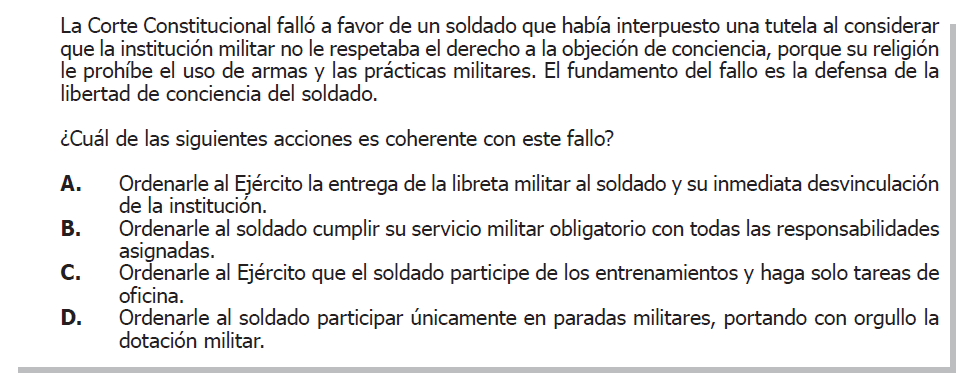 La Corte Constitucional falló a favor de un soldado que había interpuesto una tutela al considerar
que la institución militar no le respetaba el derecho a la objeción de conciencia, porque su religión
le prohíbe el uso de armas y las prácticas militares. El fundamento del fallo es la defensa de la
libertad de conciencia del soldado.
¿Cuál de las siguientes acciones es coherente con este fallo?
A. Ordenarle al Ejército la entrega de la libreta militar al soldado y su inmediata desvinculación
de la institución.
B. Ordenarle al soldado cumplir su servicio militar obligatorio con todas las responsabilidades
asignadas.
C. Ordenarle al Ejército que el soldado participe de los entrenamientos y haga solo tareas de
oficina.
D. Ordenarle al soldado participar únicamente en paradas militares, portando con orgullo la
dotación militar.